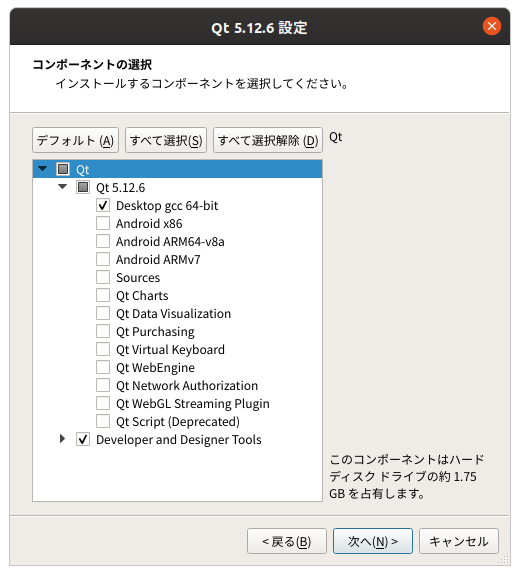 Qt 5.12.6 設定
コンポーネントの選択
インストールするコンポーネントを選択してください。
デフォルト (A)
すべて選択(S)
すべて選択解除 (D)
Qt
Qt
Qt 5.12.6
Desktop gcc 64-bit
Android x86
Android ARM64-v8a
Android ARMv7
Sources
Qt Charts
Qt Data Visualization
Qt Purchasing
Qt Virtual Keyboard
Qt WebEngine
Qt Network Authorization
Qt WebGL Streaming Plugin
Qt Script (Deprecated)
Developer and Designer Tools
このコンポーネントはハード
ディスク ドライブの約 1.75
GB を占有します。
< 戻る(B)
次へ(N) >
キャンセル